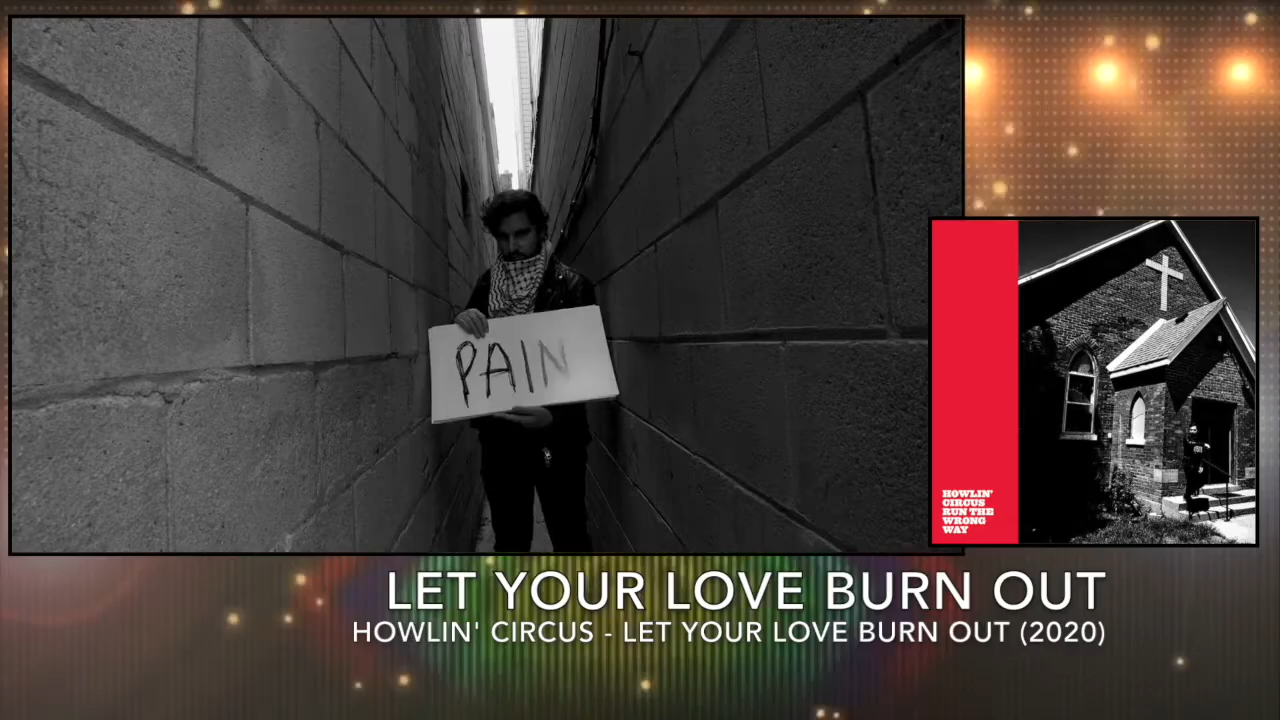 PAIN
HOWLIN'
CIRCUS
RUN THE
WRONG
WAY
LET YOUR LOVE BURN OUT
HOWLIN' CIRCUS - LET YOUR LOVE BURN OUT (2020)